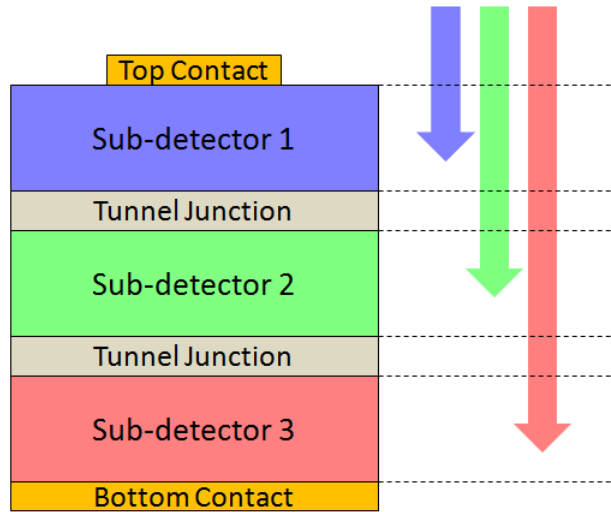 Top Contact
Sub-detector 1
Tunnel Junction
Sub-detector 2
Tunnel Junction
Sub-detector 3
Bottom Contact